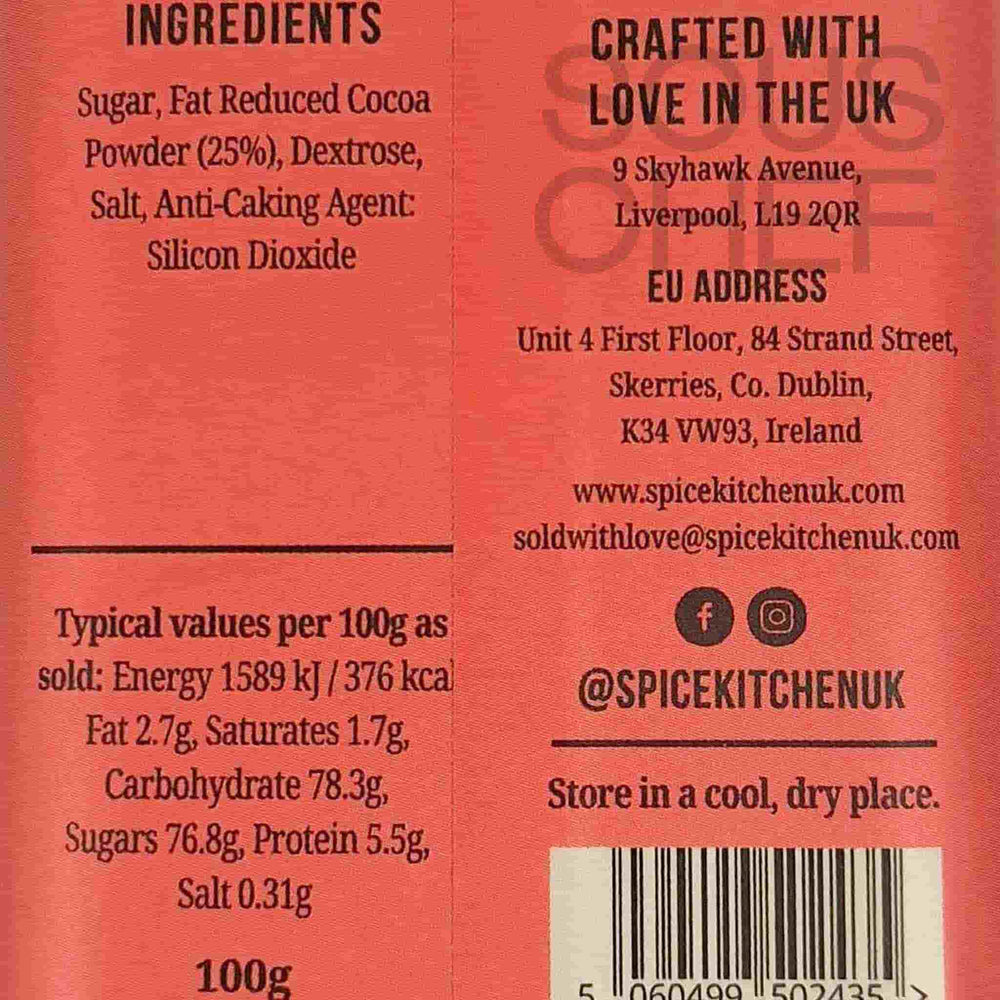 INGREDIENTS
Sugar, Fat Reduced Cocoa
Powder (25%), Dextrose,
Salt, Anti-Caking Agent:
Silicon Dioxide
Typical values per 100g as
sold: Energy 1589 kJ / 376 kcal
Fat 2.7g, Saturates 1.7g,
Carbohydrate 78.3g,
Sugars 76.8g, Protein 5.5g,
Salt 0.31g
100g
CRAFTED WITH
LOVE IN THE UK
9 Skyhawk Avenue,
Liverpool, L19 2QR
EU ADDRESS
Unit 4 First Floor, 84 Strand Street,
Skerries, Co. Dublin,
K34 VW93, Ireland
www.spicekitchenuk.com
soldwithlove@spicekitchenuk.com
@SPICEKITCHENUK
Store in a cool, dry place.
5 060499 502435 >
SOUS
CHEF